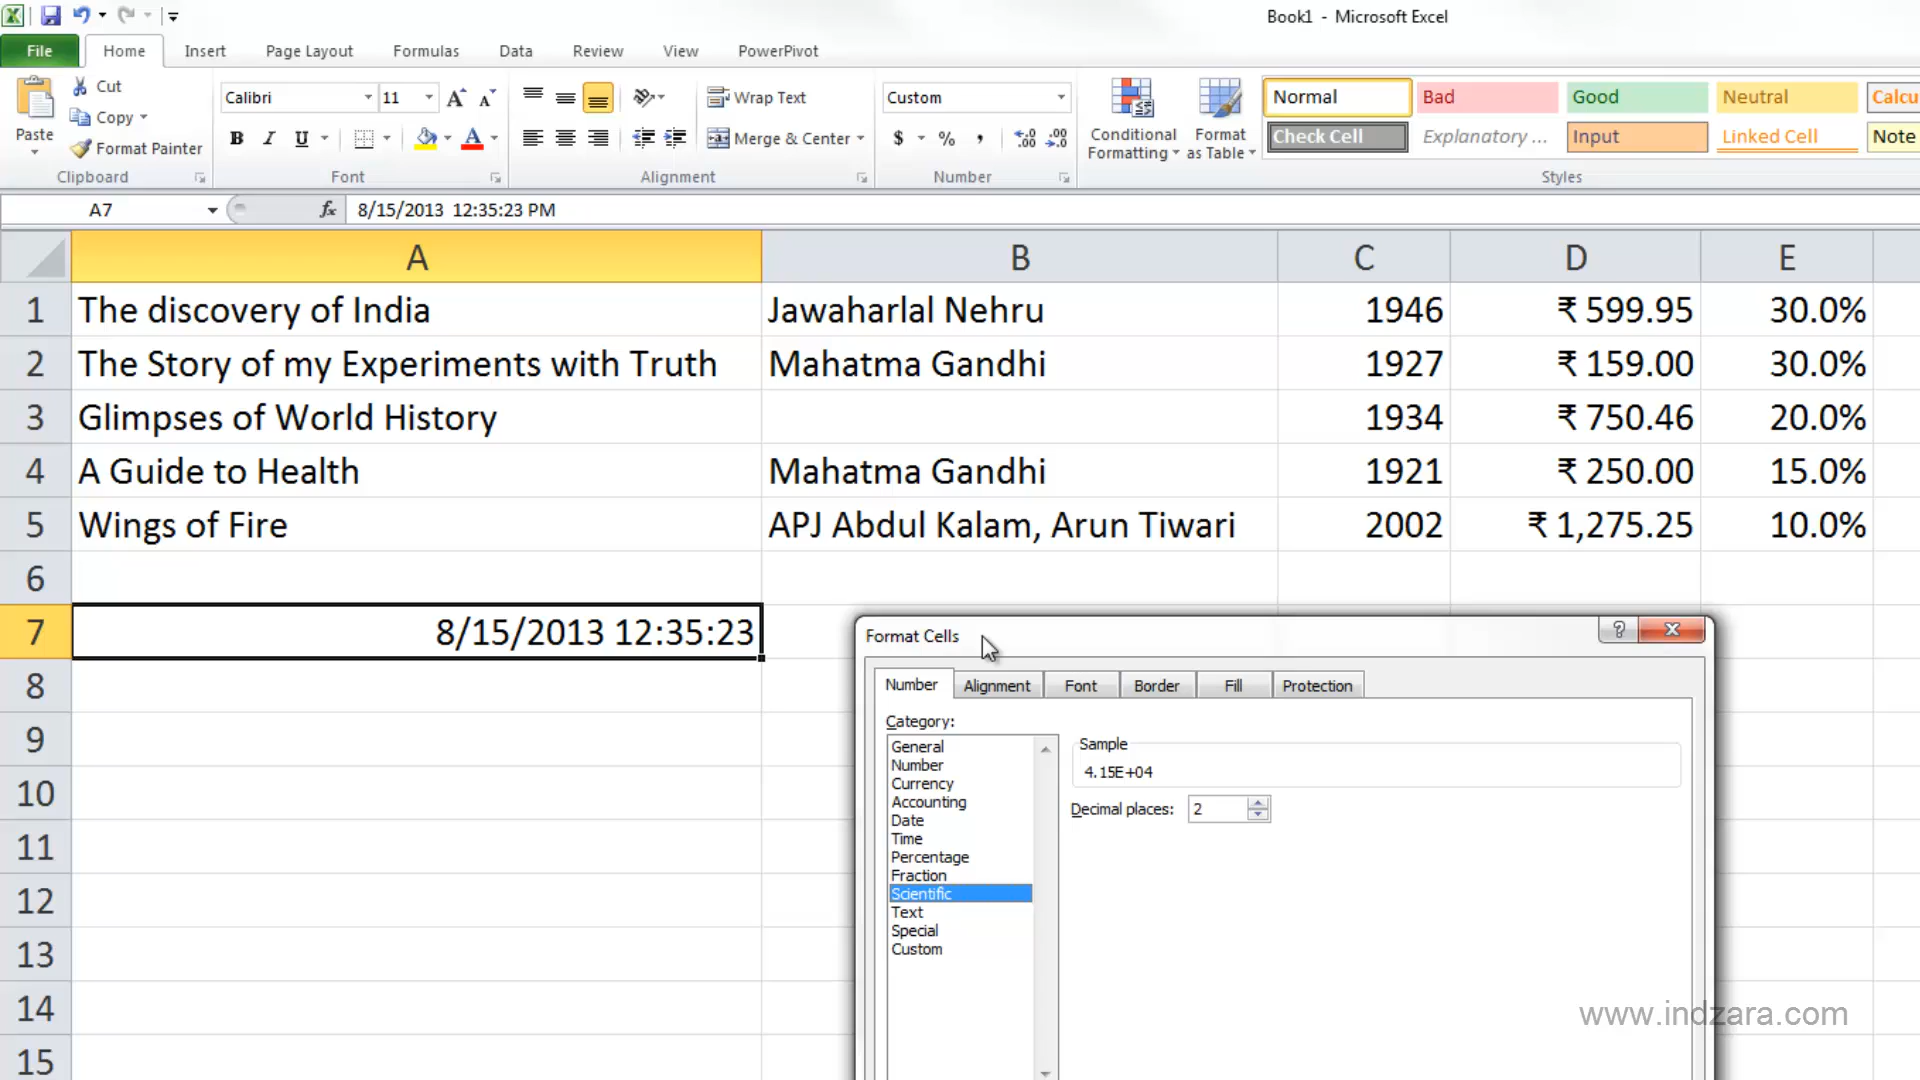 Book1 - Microsoft Excel
File Home Insert Page Layout Formulas Data Review View PowerPivot
Paste
Cut
Copy
Format Painter
Clipboard
Calibri 11
B I U A
Font
Wrap Text
Merge & Center
Alignment
Custom
$ % ,
Number
Conditional Formatting
Format as Table
Normal Bad Good Neutral Calcu
Check Cell Explanatory ... Input Linked Cell Note
Styles
A7 fx 8/15/2013 12:35:23 PM
A B C D E
1 The discovery of India Jawaharlal Nehru 1946 ₹ 599.95 30.0%
2 The Story of my Experiments with Truth Mahatma Gandhi 1927 ₹ 159.00 30.0%
3 Glimpses of World History 1934 ₹ 750.46 20.0%
4 A Guide to Health Mahatma Gandhi 1921 ₹ 250.00 15.0%
5 Wings of Fire APJ Abdul Kalam, Arun Tiwari 2002 ₹ 1,275.25 10.0%
6
7 8/15/2013 12:35:23
8
9
10
11
12
13
14
15
Format Cells
Number Alignment Font Border Fill Protection
Category:
General
Number
Currency
Accounting
Date
Time
Percentage
Fraction
Scientific
Text
Special
Custom
Sample
4.15E+04
Decimal places: 2
www.indzara.com